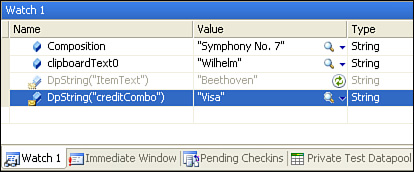 Watch 1
Name Value Type
Composition "Symphony No. 7" String
clipboardText0 "Wilhelm" String
DpString("ItemText") "Beethoven" String
DpString("creditCombo") "Visa" String
Watch 1 Immediate Window Pending Checkins Private Test Datapool